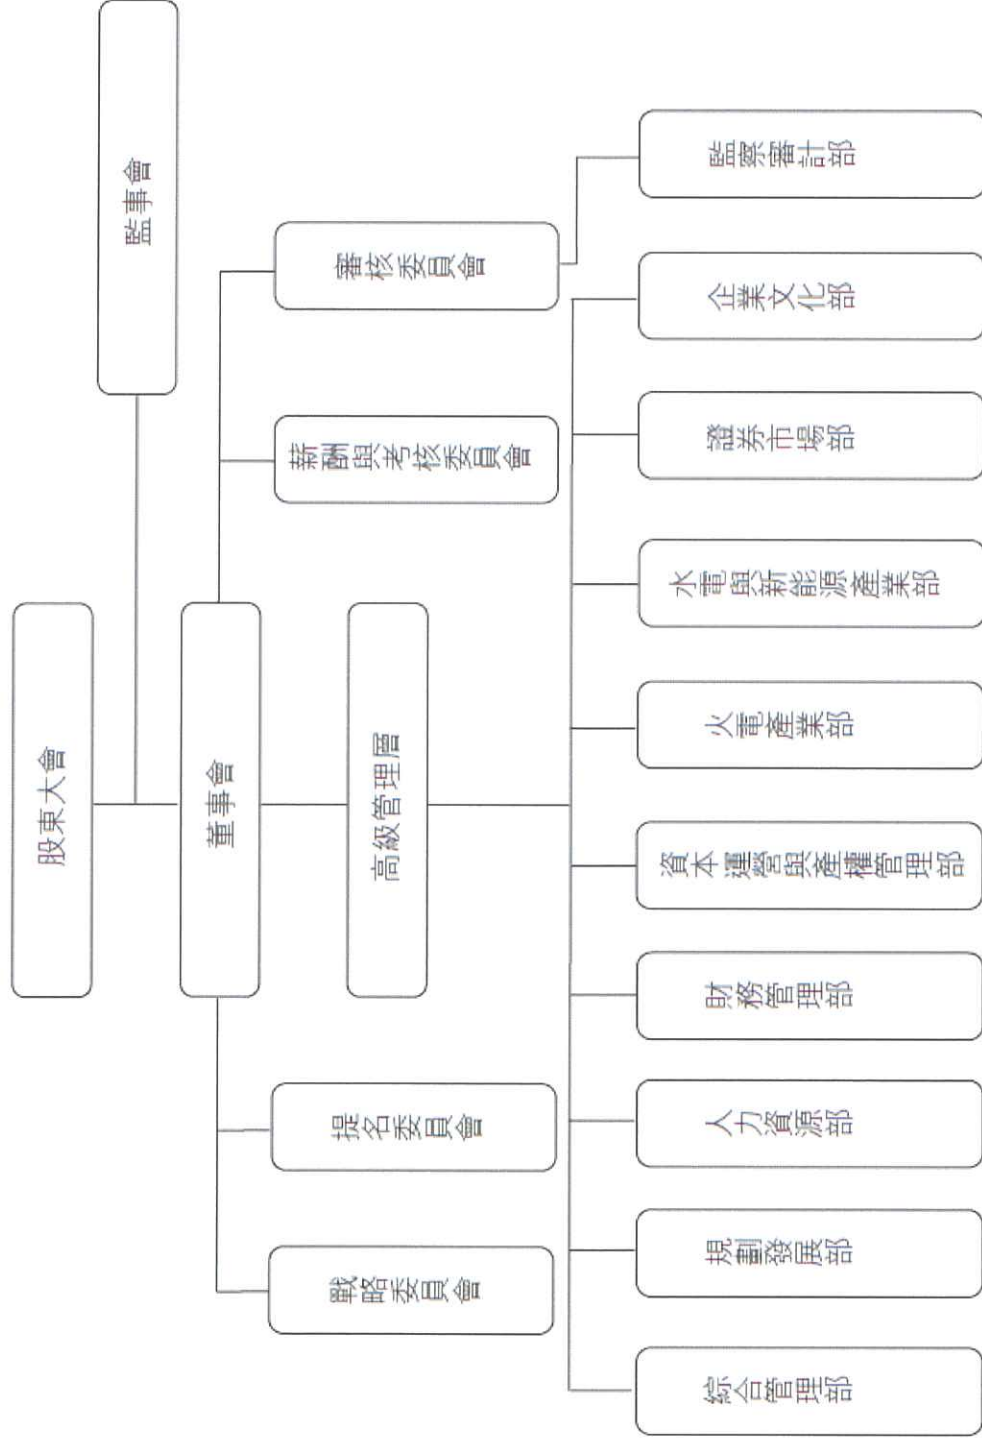 股東大會
監事會
董事會
戰略委員會
提名委員會
薪酬與考核委員會
審核委員會
高級管理層
綜合管理部
規劃發展部
人力資源部
財務管理部
資本運營與產權管理部
火電產業部
水電與新能源產業部
證券市場部
企業文化部
監察審計部